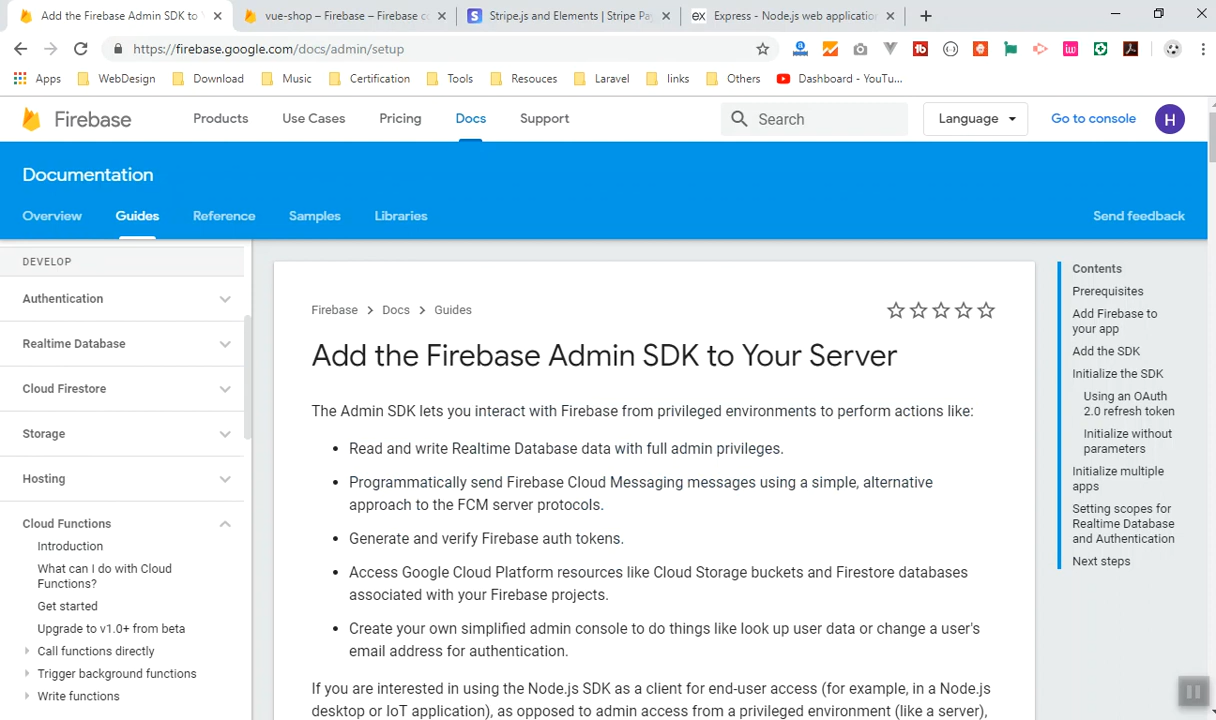 Add the Firebase Admin SDK to Y
vue-shop – Firebase – Firebase co
Stripe.js and Elements | Stripe Pay
Express - Node.js web application
https://firebase.google.com/docs/admin/setup
Apps WebDesign Download Music Certification Tools Resouces Laravel links Others Dashboard - YouTu...
Firebase Products Use Cases Pricing Docs Support Search Language Go to console H
Documentation
Overview Guides Reference Samples Libraries Send feedback
DEVELOP
Authentication
Realtime Database
Cloud Firestore
Storage
Hosting
Cloud Functions
Introduction
What can I do with Cloud
Functions?
Get started
Upgrade to v1.0+ from beta
Call functions directly
Trigger background functions
Write functions
Firebase > Docs > Guides
Add the Firebase Admin SDK to Your Server
The Admin SDK lets you interact with Firebase from privileged environments to perform actions like:
• Read and write Realtime Database data with full admin privileges.
• Programmatically send Firebase Cloud Messaging messages using a simple, alternative
approach to the FCM server protocols.
• Generate and verify Firebase auth tokens.
• Access Google Cloud Platform resources like Cloud Storage buckets and Firestore databases
associated with your Firebase projects.
• Create your own simplified admin console to do things like look up user data or change a user's
email address for authentication.
If you are interested in using the Node.js SDK as a client for end-user access (for example, in a Node.js
desktop or IoT application), as opposed to admin access from a privileged environment (like a server),
Contents
Prerequisites
Add Firebase to
your app
Add the SDK
Initialize the SDK
Using an OAuth
2.0 refresh token
Initialize without
parameters
Initialize multiple
apps
Setting scopes for
Realtime Database
and Authentication
Next steps